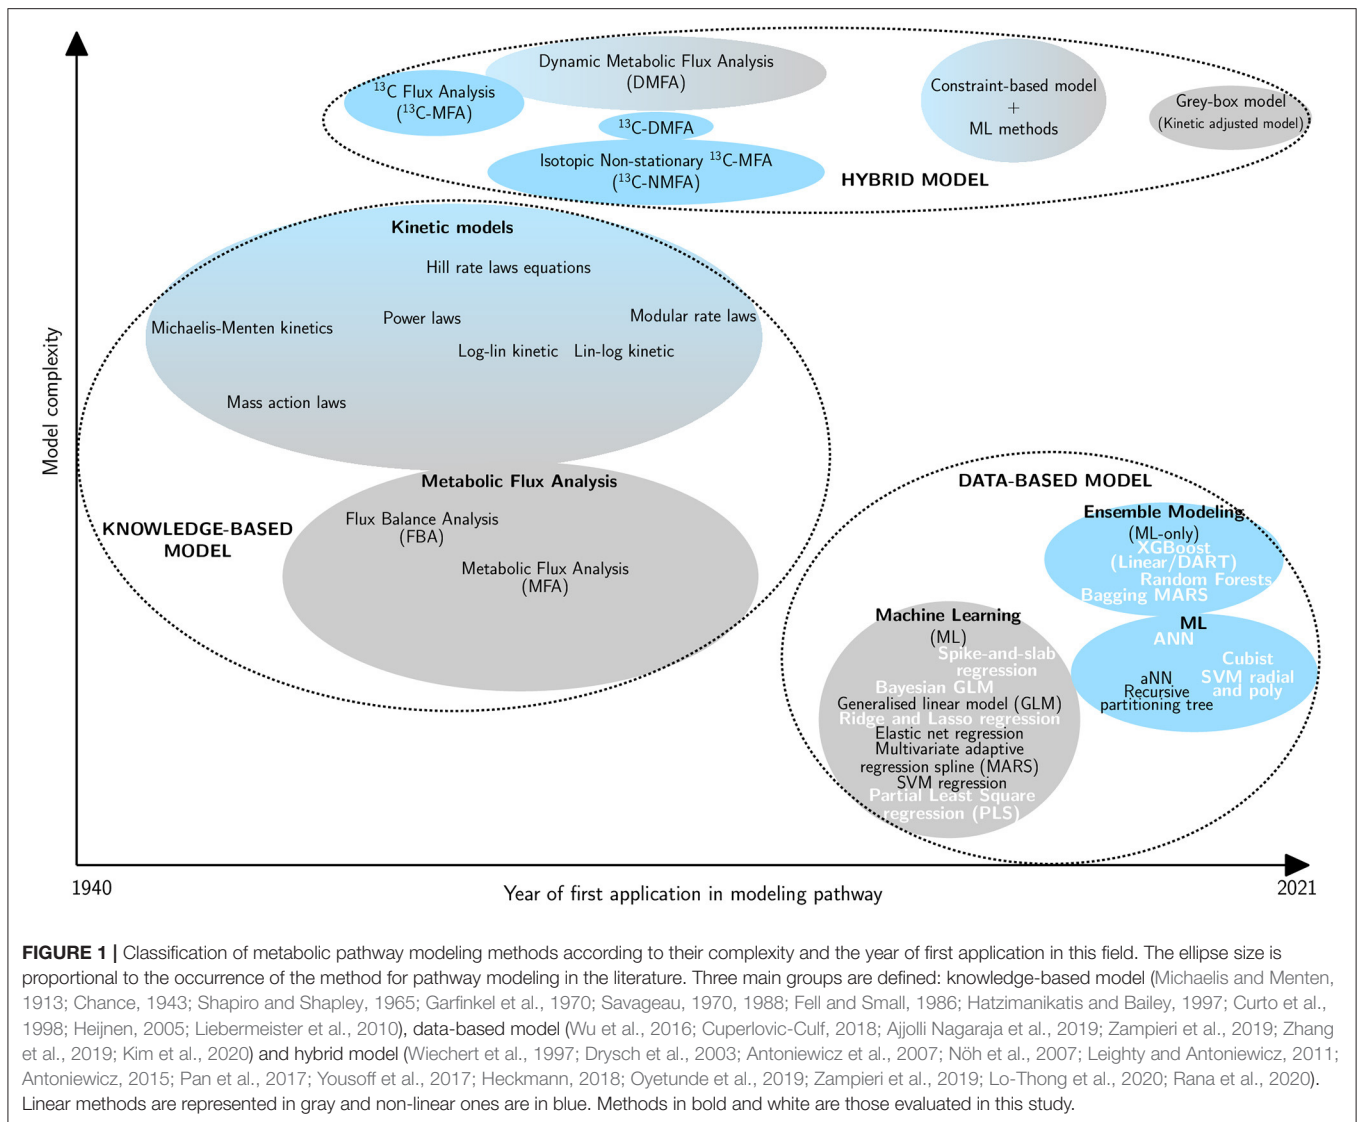 Dynamic Metabolic Flux Analysis
(DMFA)
¹³C Flux Analysis
(¹³C-MFA)
¹³C-DMFA
Isotopic Non-stationary ¹³C-MFA
(¹³C-NMFA)
Constraint-based model
+
ML methods
Grey-box model
(Kinetic adjusted model)
HYBRID MODEL
Kinetic models
Hill rate laws equations
Power laws
Modular rate laws
Michaelis-Menten kinetics
Log-lin kinetic
Lin-log kinetic
Mass action laws
Model complexity
Metabolic Flux Analysis
Flux Balance Analysis
(FBA)
Metabolic Flux Analysis
(MFA)
KNOWLEDGE-BASED
MODEL
DATA-BASED MODEL
Ensemble Modeling
(ML-only)
XGBoost
(Linear/DART)
Random Forests
Bagging MARS
Machine Learning
(ML)
Spike-and-slab
regression
Bayesian GLM
Generalised linear model (GLM)
Ridge and Lasso regression
Elastic net regression
Multivariate adaptive
regression spline (MARS)
SVM regression
Partial Least Square
regression (PLS)
ML
ANN
Cubist
SVM radial
and poly
aNN
Recursive
partitioning tree
1940
Year of first application in modeling pathway
2021
FIGURE 1 | Classification of metabolic pathway modeling methods according to their complexity and the year of first application in this field. The ellipse size is
proportional to the occurrence of the method for pathway modeling in the literature. Three main groups are defined: knowledge-based model (Michaelis and Menten,
1913; Chance, 1943; Shapiro and Shapley, 1965; Garfinkel et al., 1970; Savageau, 1970, 1988; Fell and Small, 1986; Hatzimanikatis and Bailey, 1997; Curto et al.,
1998; Heijnen, 2005; Liebermeister et al., 2010), data-based model (Wu et al., 2016; Cuperlovic-Culf, 2018; Ajjolli Nagaraja et al., 2019; Zampieri et al., 2019; Zhang
et al., 2019; Kim et al., 2020) and hybrid model (Wiechert et al., 1997; Drysch et al., 2003; Antoniewicz et al., 2007; Nöh et al., 2007; Leighty and Antoniewicz, 2011;
Antoniewicz, 2015; Pan et al., 2017; Yousoff et al., 2017; Heckmann, 2018; Oyetunde et al., 2019; Zampieri et al., 2019; Lo-Thong et al., 2020; Rana et al., 2020).
Linear methods are represented in gray and non-linear ones are in blue. Methods in bold and white are those evaluated in this study.